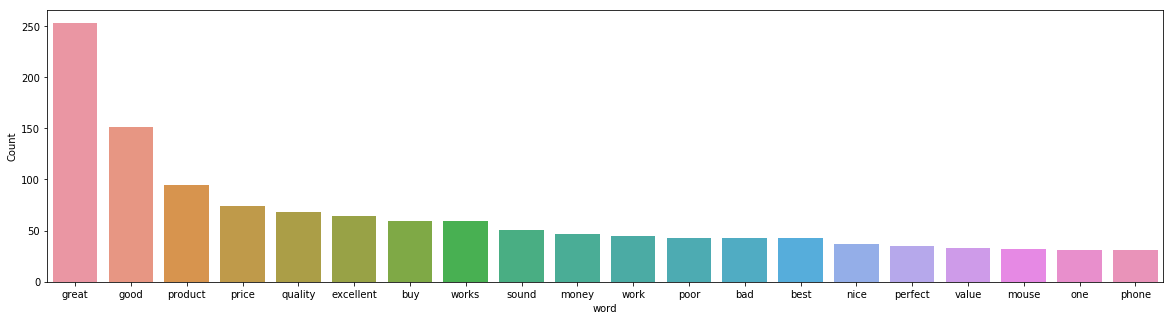 250
200
150
100
50
0
Count
great good product price quality excellent buy works sound money work poor bad best nice perfect value mouse one phone
word